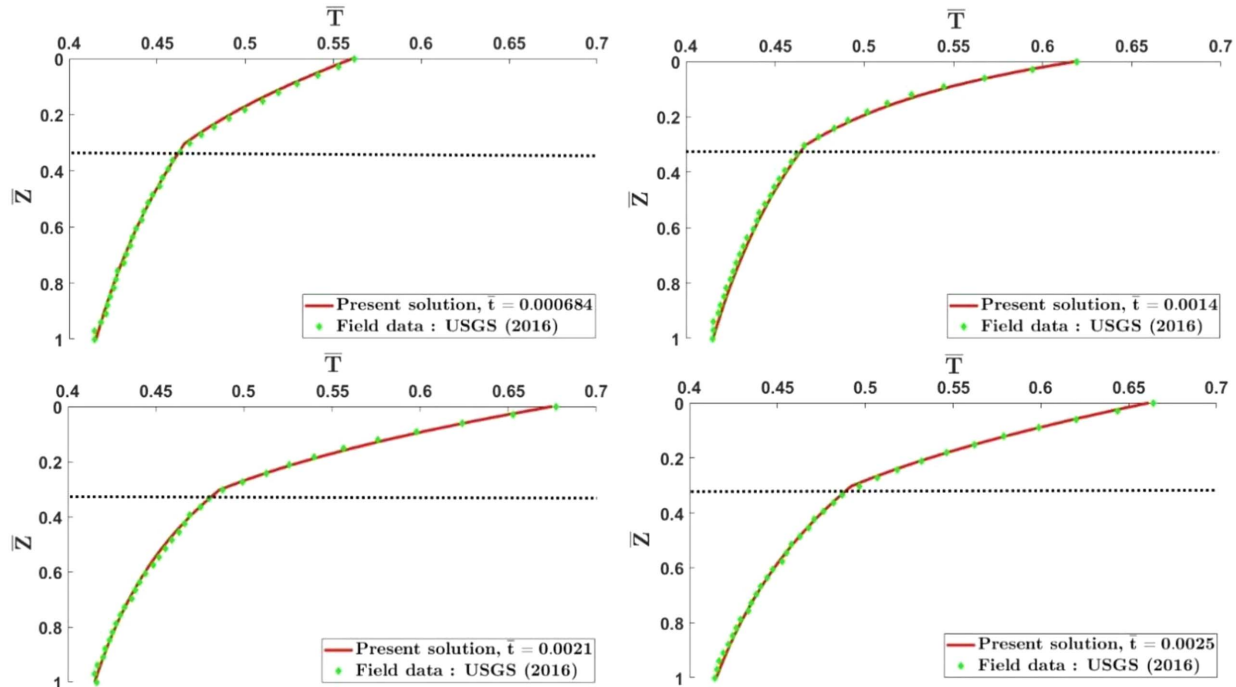 T̅
0.4 0.45 0.5 0.55 0.6 0.65 0.7
0
0.2
0.4
Z̅
0.6
0.8
1
Present solution, t̅ = 0.000684
Field data : USGS (2016)
T̅
0.4 0.45 0.5 0.55 0.6 0.65 0.7
0
0.2
0.4
Z̅
0.6
0.8
1
Present solution, t̅ = 0.0014
Field data : USGS (2016)
T̅
0.4 0.45 0.5 0.55 0.6 0.65 0.7
0
0.2
0.4
Z̅
0.6
0.8
1
Present solution, t̅ = 0.0021
Field data : USGS (2016)
T̅
0.4 0.45 0.5 0.55 0.6 0.65 0.7
0
0.2
0.4
Z̅
0.6
0.8
1
Present solution, t̅ = 0.0025
Field data : USGS (2016)